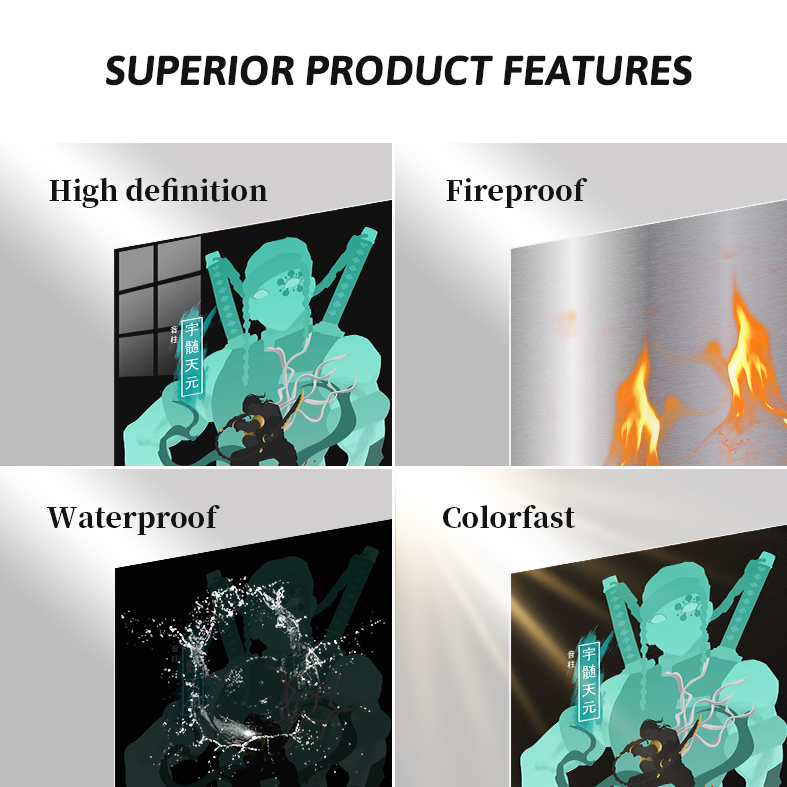 SUPERIOR PRODUCT FEATURES
High definition
音柱
宇髄天元
Fireproof
Waterproof
Colorfast
音柱
宇髄天元